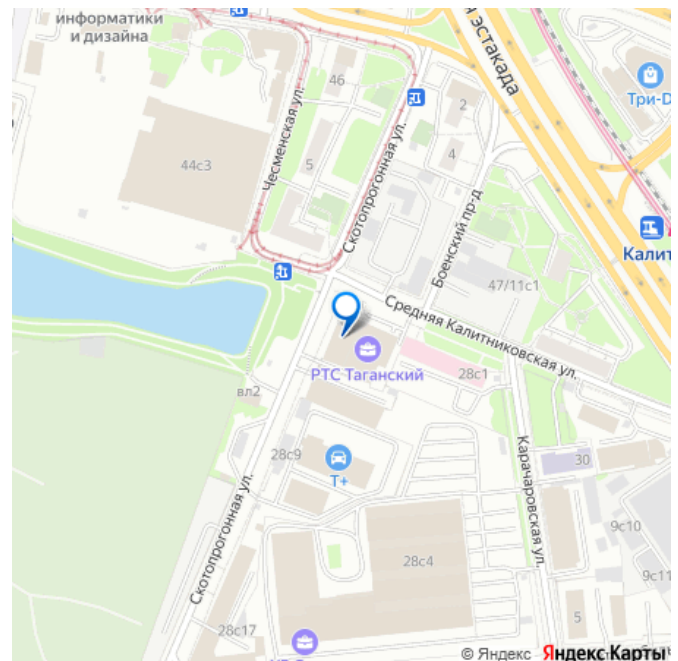 информатики
и дизайна
эстакада
Три-D
46
2
Чесменская ул.
44с3
5
4
Скотопрогонная ул.
Боенский пр-д
Калит
47/11с1
Средняя Калитниковская ул.
РТС Таганский
28с1
вл2
28с9
Т+
Карачаровская ул.
30
Скотопрогонная ул.
9с10
28с4
9с11
5
28с17
© Яндекс Яндекс Карты